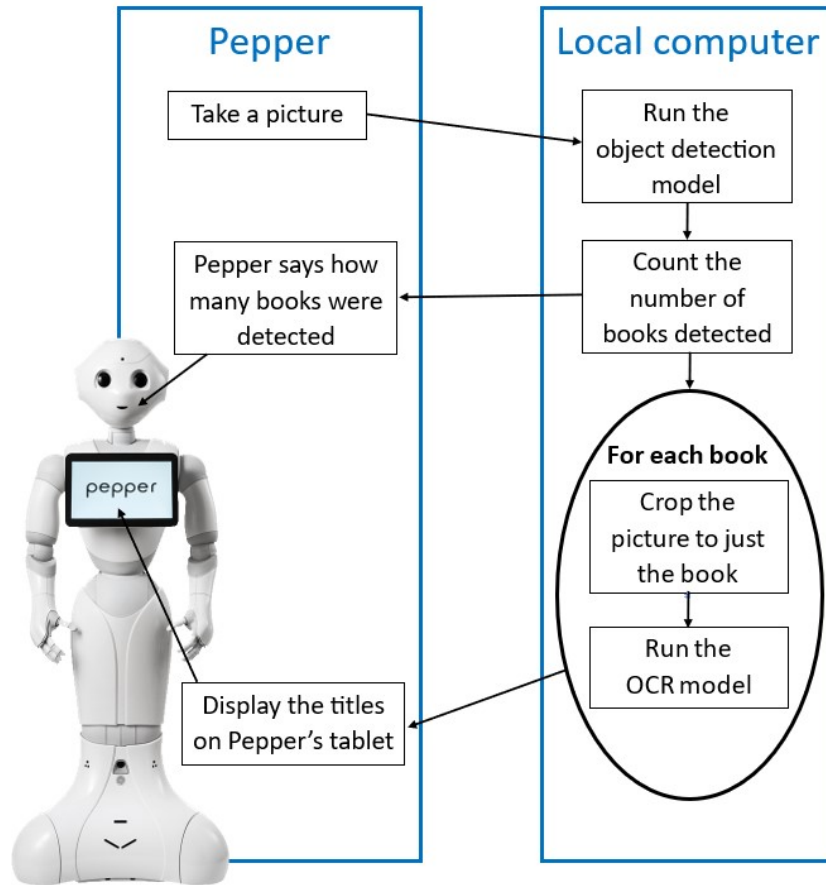 Pepper
Local computer
Take a picture
Run the
object detection
model
Pepper says how
many books were
detected
Count the
number of
books detected
For each book
pepper
Crop the
picture to just
the book
Run the
OCR model
Display the titles
on Pepper's tablet